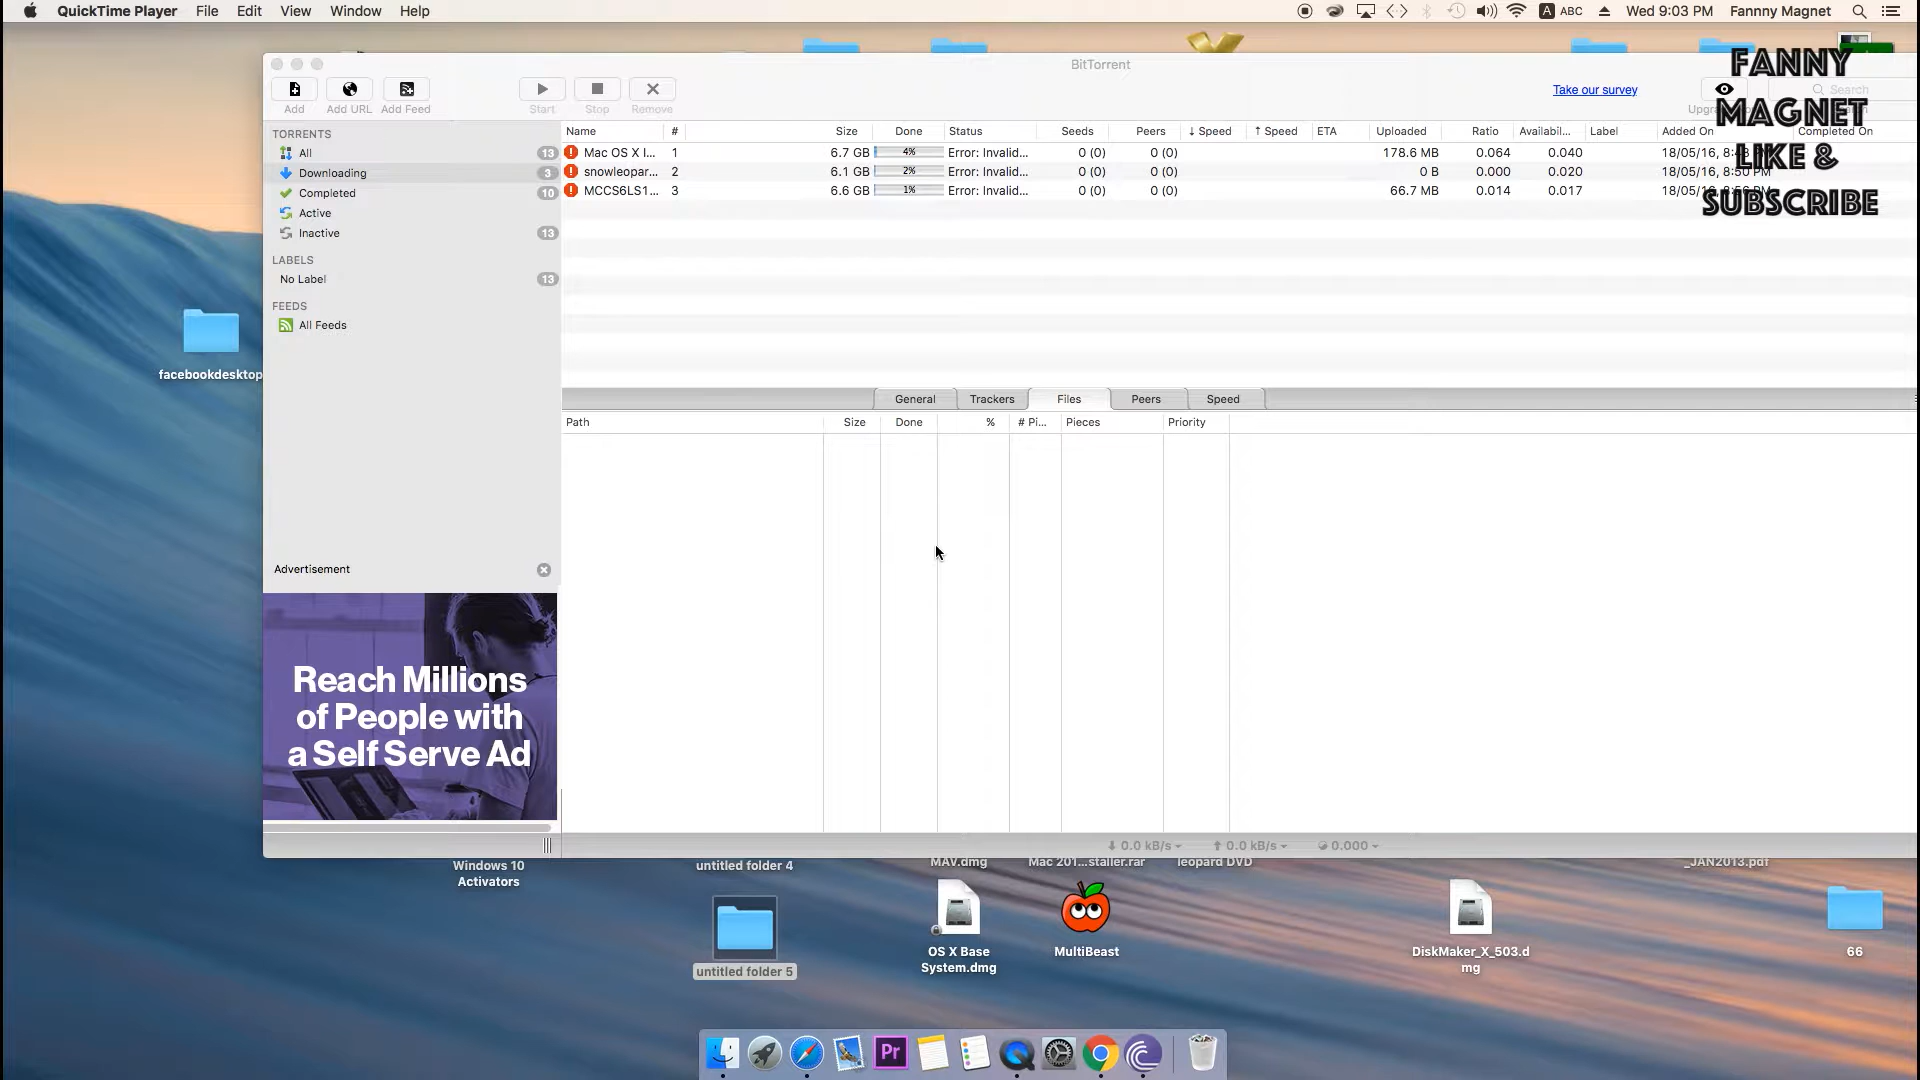 QuickTime Player File Edit View Window Help
ABC Wed 9:03 PM Fannny Magnet
BitTorrent
Add Add URL Add Feed Start Stop Remove
Take our survey
Search
FANNY
MAGNET
LIKE &
SUBSCRIBE
TORRENTS
All 13
Downloading 3
Completed 10
Active
Inactive 13
LABELS
No Label 13
FEEDS
All Feeds
Name # Size Done Status Seeds Peers ↓ Speed ↑ Speed ETA Uploaded Ratio Availabil... Label Added On Completed On
Mac OS X I... 1 6.7 GB 4% Error: Invalid... 0 (0) 0 (0) 178.6 MB 0.064 0.040
snowleopar... 2 6.1 GB 2% Error: Invalid... 0 (0) 0 (0) 0 B 0.000 0.020 18/05/16, 8:50 PM
MCCS6LS1... 3 6.6 GB 1% Error: Invalid... 0 (0) 0 (0) 66.7 MB 0.014 0.017
General Trackers Files Peers Speed
Path Size Done % # Pi... Pieces Priority
facebookdesktop
Advertisement
Reach Millions
of People with
a Self Serve Ad
0.0 kB/s 0.0 kB/s 0.000
Windows 10
Activators
untitled folder 4
MAV.dmg
Mac 201...staller.rar
leopard DVD
_JAN2013.pdf
untitled folder 5
OS X Base
System.dmg
MultiBeast
DiskMaker_X_503.d
mg
66
Pr